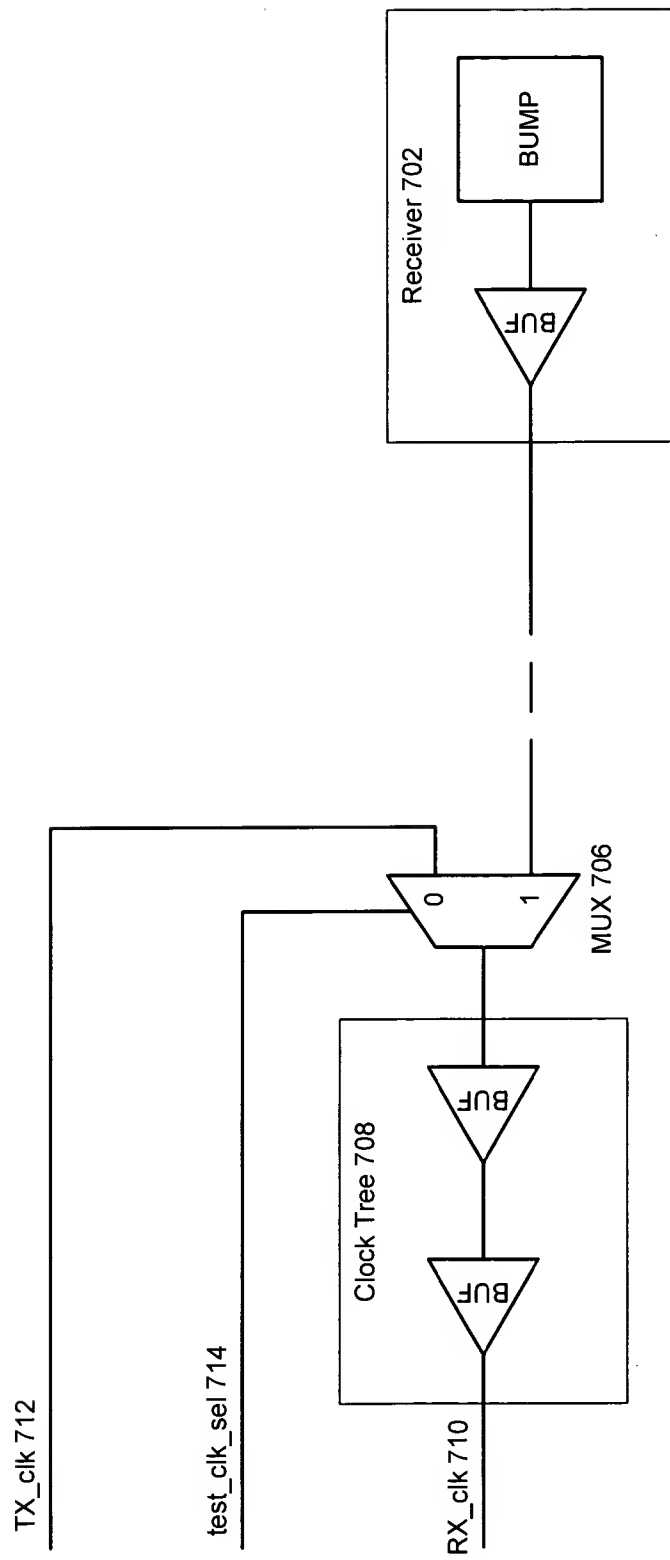 TX_clk 712
test_clk_sel 714
RX_clk 710
Clock Tree 708
BUF
BUF
0
1
MUX 706
Receiver 702
BUF
BUMP